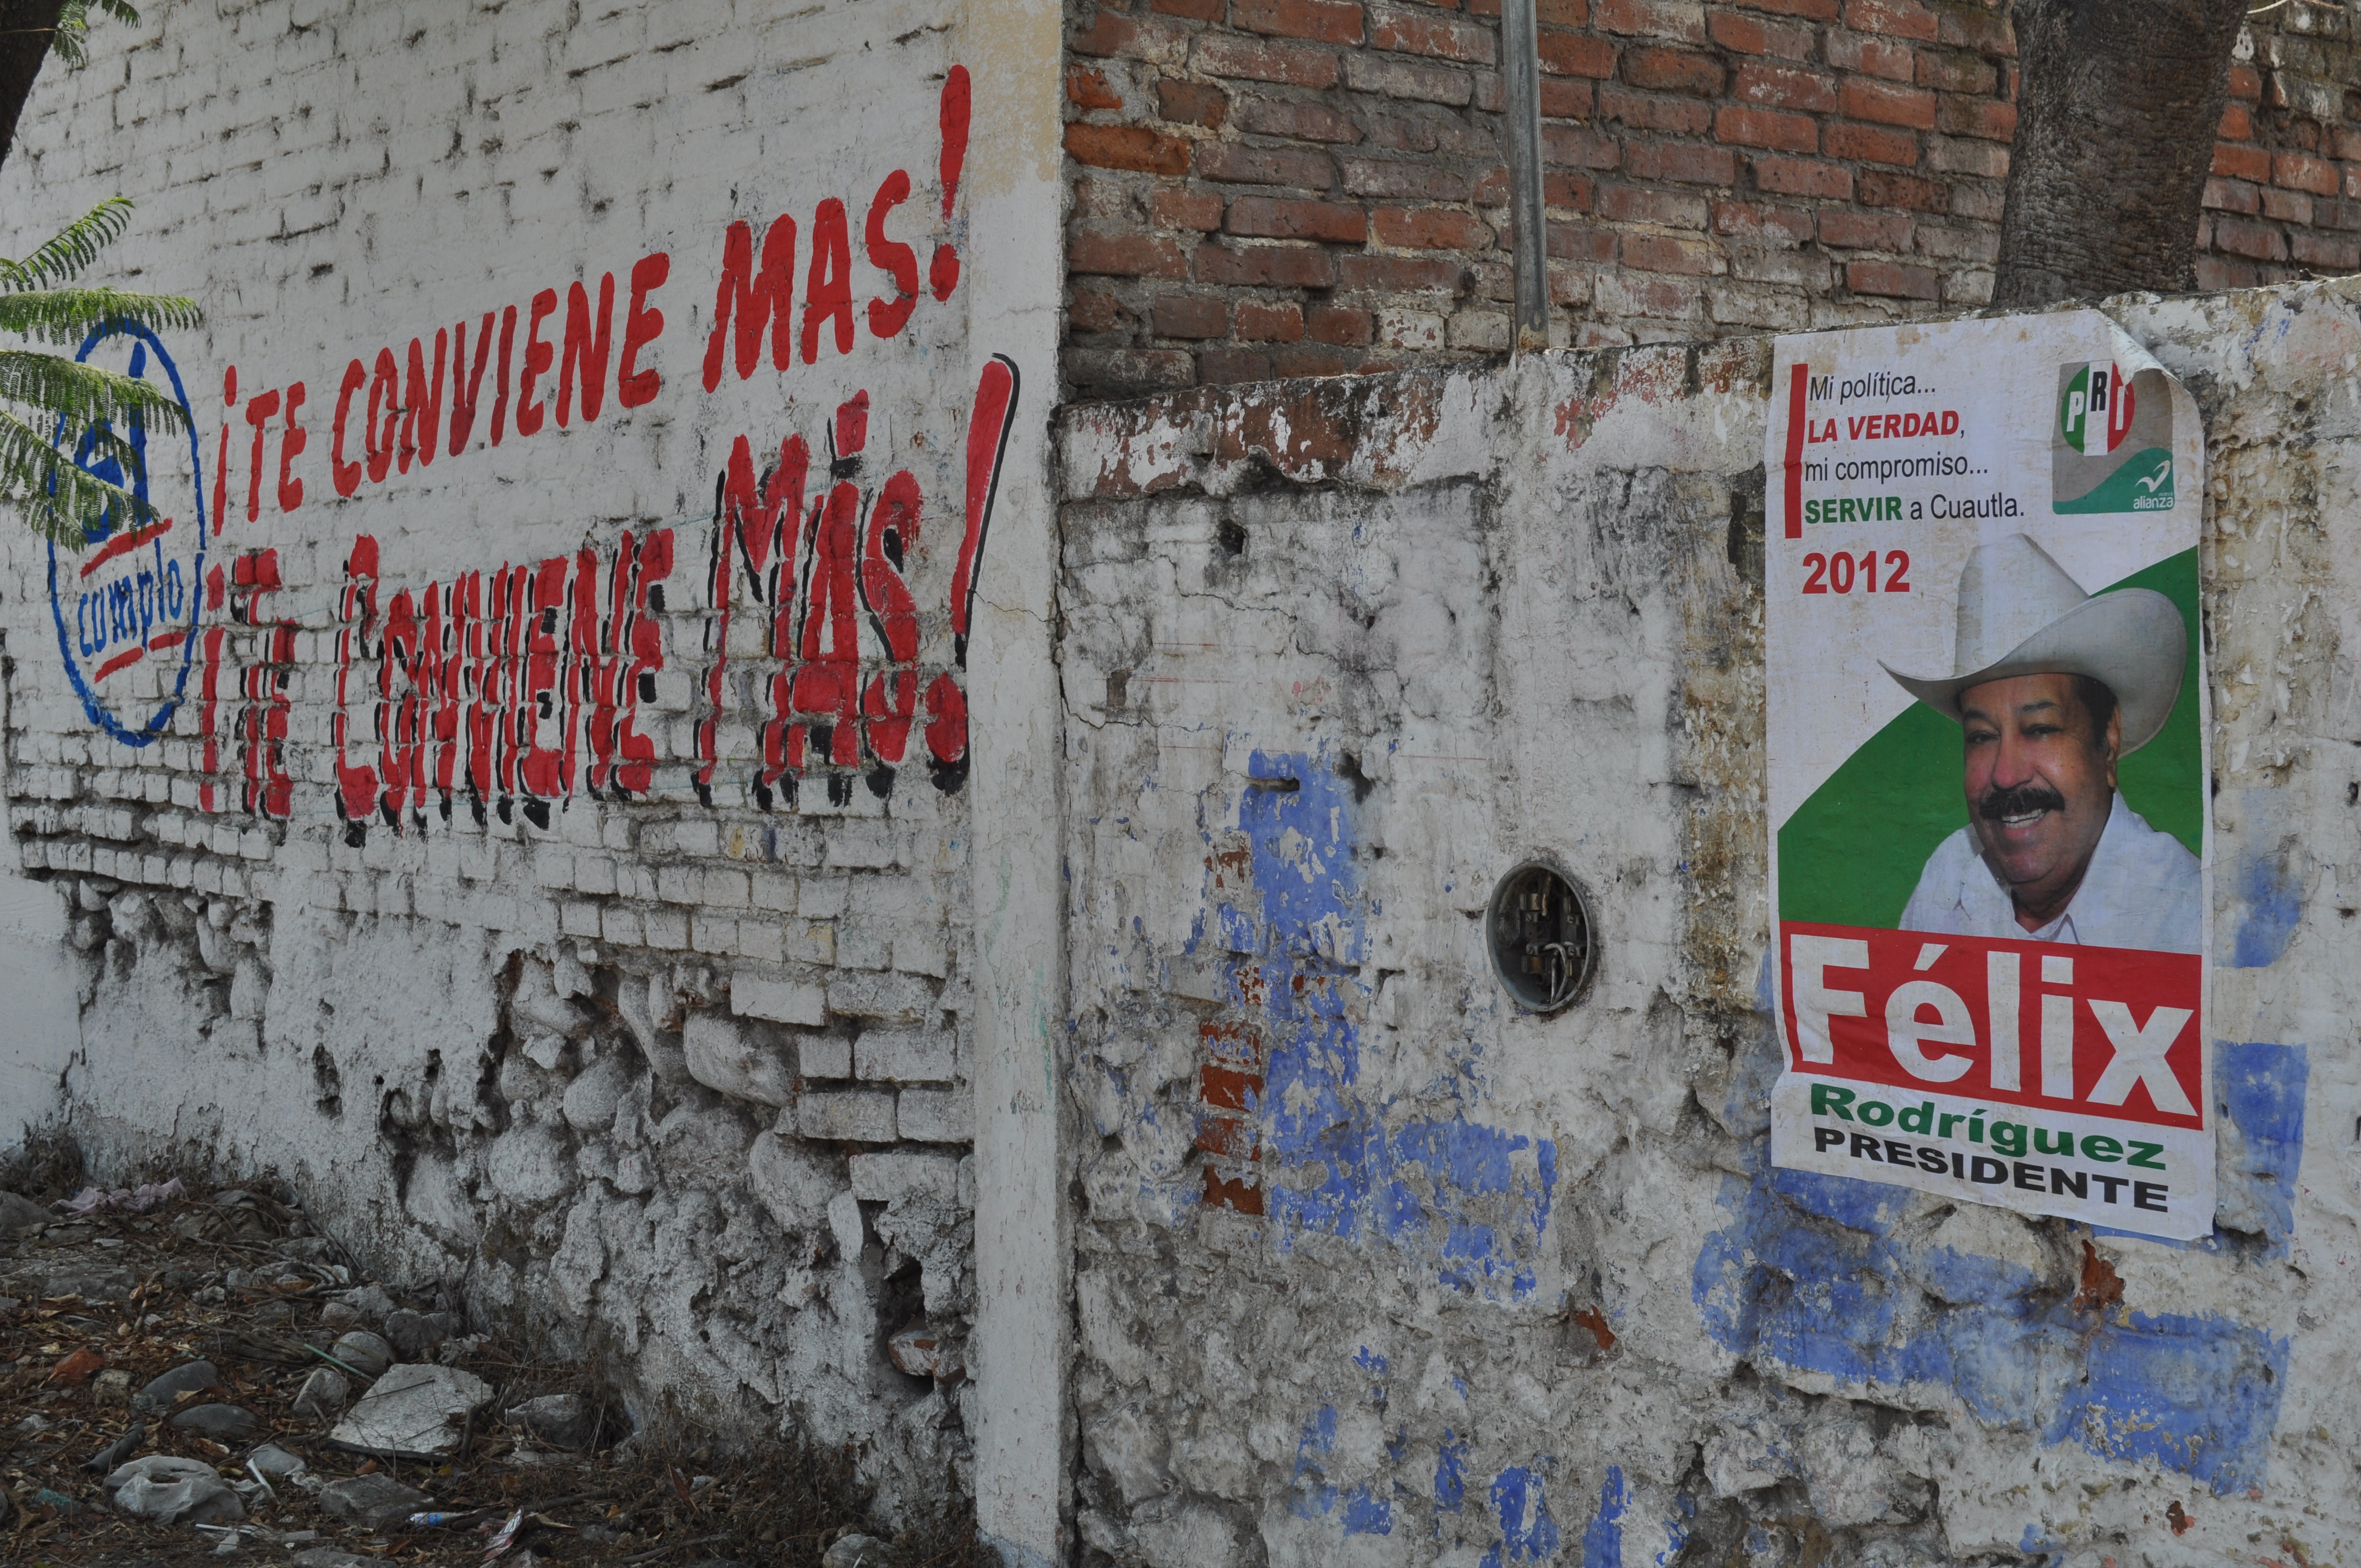 ¡TE CONVIENE MAS!
¡TE CONVIENE MÁS!
cumplo
Mi política...
LA VERDAD,
mi compromiso...
SERVIR a Cuautla.
2012
PRI
alianza
Félix
Rodríguez
PRESIDENTE